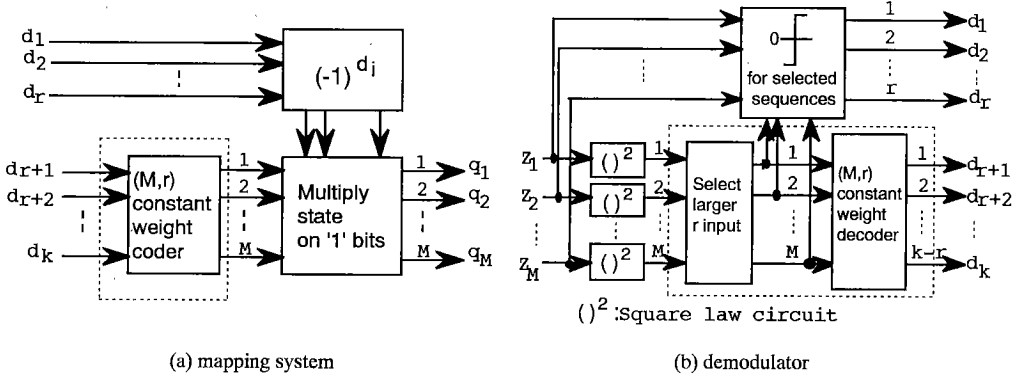 d1
d2
dr
(-1) dj
dr+1
dr+2
dk
(M,r)
constant
weight
coder
1
2
M
Multiply
state
on '1' bits
1
2
M
q1
q2
qM
(a) mapping system
0
for selected
sequences
1
2
r
d1
d2
dr
z1
z2
zM
()2
()2
()2
1
2
M
Select
larger
r input
1
2
M
(M,r)
constant
weight
decoder
1
2
k-r
dr+1
dr+2
dk
()2 :Square law circuit
(b) demodulator